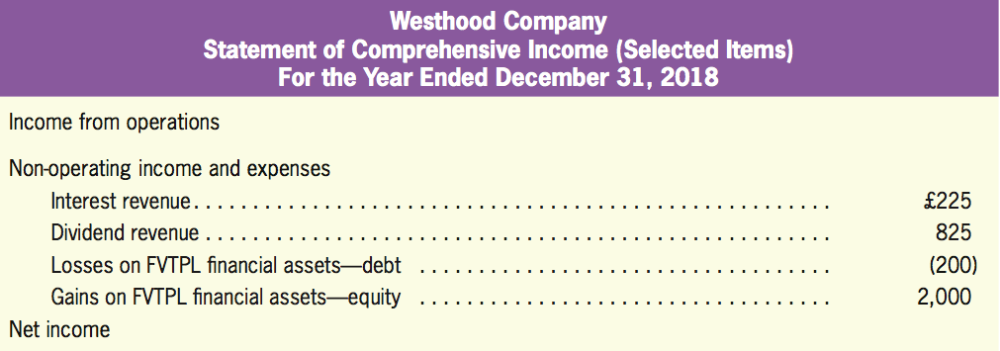 Westhood Company
Statement of Comprehensive Income (Selected Items)
For the Year Ended December 31, 2018
Income from operations
Non-operating income and expenses
Interest revenue . . . . . . . . . . . . . . . . . . . . . . . . . . . . . . . . . . . . . . . . . . . . . . . . . . . . . £225
Dividend revenue . . . . . . . . . . . . . . . . . . . . . . . . . . . . . . . . . . . . . . . . . . . . . . . . . . . . 825
Losses on FVTPL financial assets—debt . . . . . . . . . . . . . . . . . . . . . . . . . . . . . . . . . . . (200)
Gains on FVTPL financial assets—equity . . . . . . . . . . . . . . . . . . . . . . . . . . . . . . . . . . . 2,000
Net income